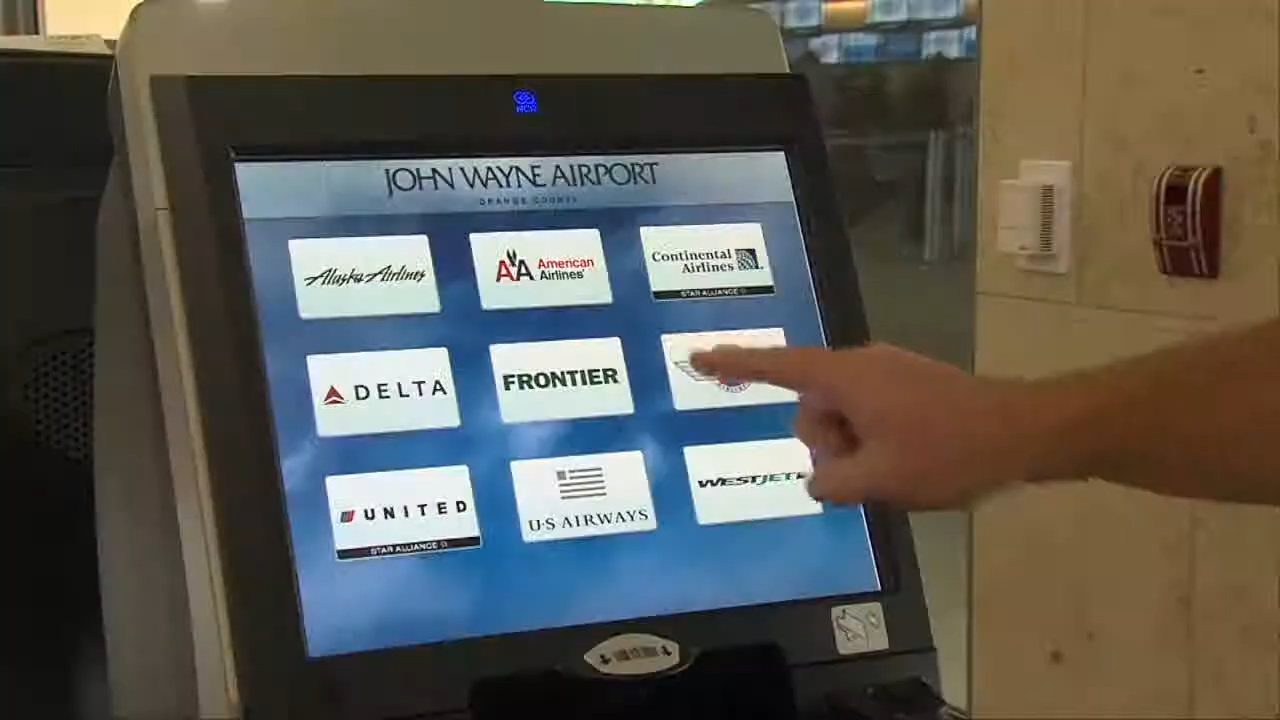 NCR
JOHN WAYNE AIRPORT
ORANGE COUNTY
Alaska Airlines
AA American
Airlines
Continental
Airlines
STAR ALLIANCE
DELTA
FRONTIER
UNITED
STAR ALLIANCE
U·S AIRWAYS
WESTJET